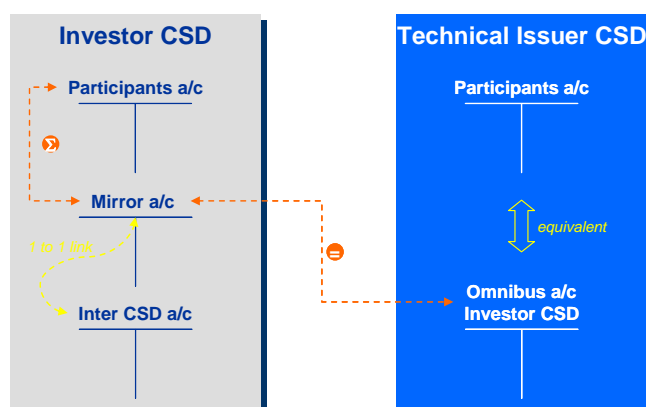 Investor CSD
Participants a/c
Σ
Mirror a/c
1 to 1 link
Inter CSD a/c
=
Technical Issuer CSD
Participants a/c
equivalent
Omnibus a/c
Investor CSD